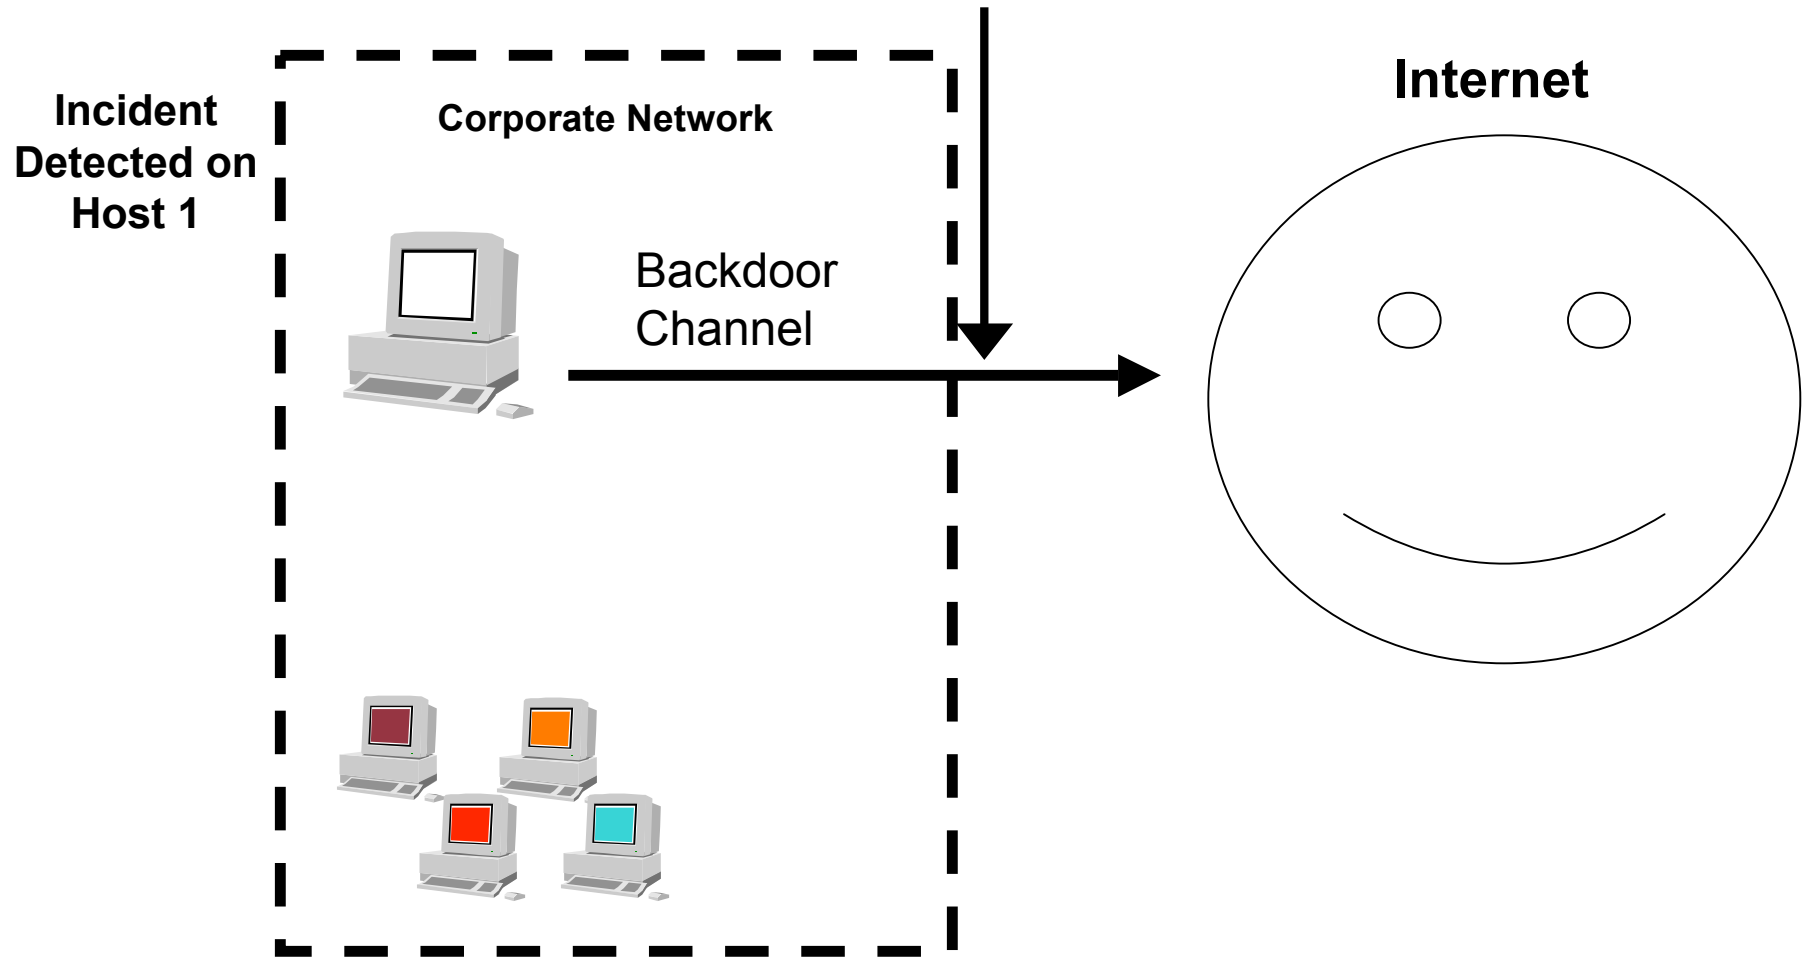 Incident
Detected on
Host 1
Corporate Network
Backdoor
Channel
Internet